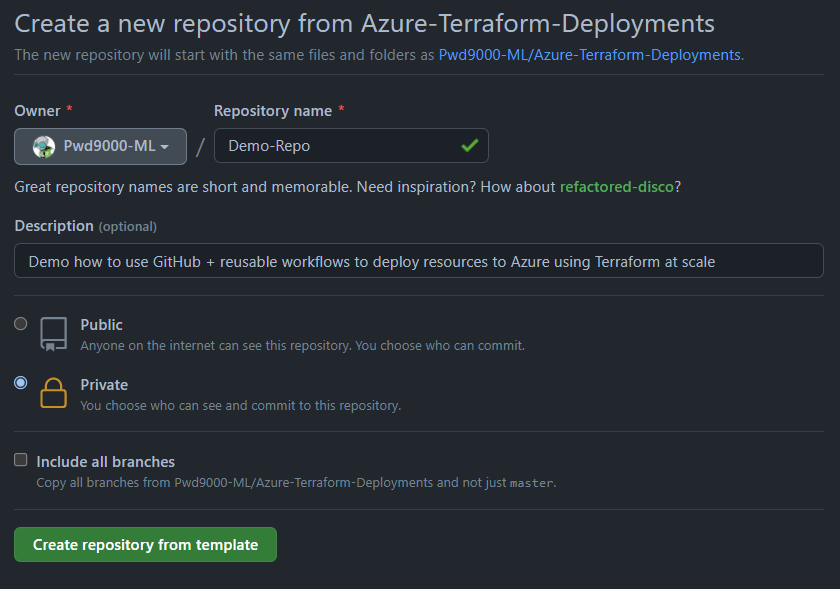 Create a new repository from Azure-Terraform-Deployments
The new repository will start with the same files and folders as Pwd9000-ML/Azure-Terraform-Deployments.
Owner * Repository name *
Pwd9000-ML / Demo-Repo
Great repository names are short and memorable. Need inspiration? How about refactored-disco?
Description (optional)
Demo how to use GitHub + reusable workflows to deploy resources to Azure using Terraform at scale
Public
Anyone on the internet can see this repository. You choose who can commit.
Private
You choose who can see and commit to this repository.
Include all branches
Copy all branches from Pwd9000-ML/Azure-Terraform-Deployments and not just master.
Create repository from template